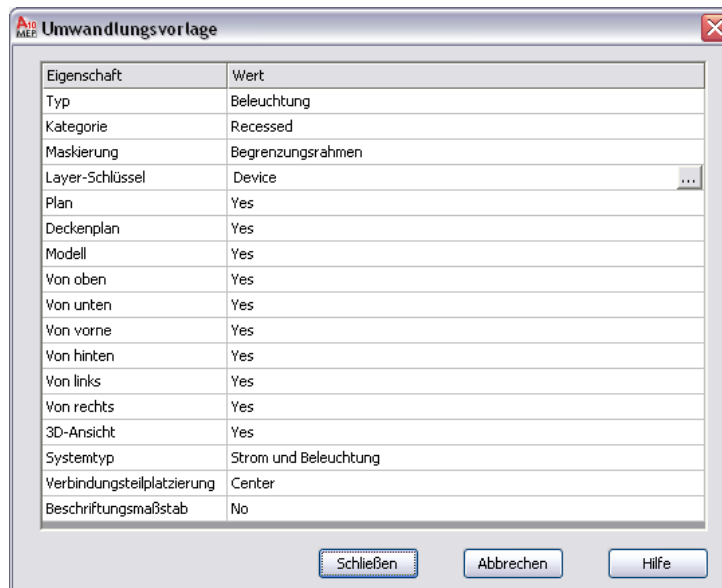 A10 MEP Umwandlungsvorlage
Eigenschaft Wert
Typ Beleuchtung
Kategorie Recessed
Maskierung Begrenzungsrahmen
Layer-Schlüssel Device ...
Plan Yes
Deckenplan Yes
Modell Yes
Von oben Yes
Von unten Yes
Von vorne Yes
Von hinten Yes
Von links Yes
Von rechts Yes
3D-Ansicht Yes
Systemtyp Strom und Beleuchtung
Verbindungsteilplatzierung Center
Beschriftungsmaßstab No
Schließen Abbrechen Hilfe